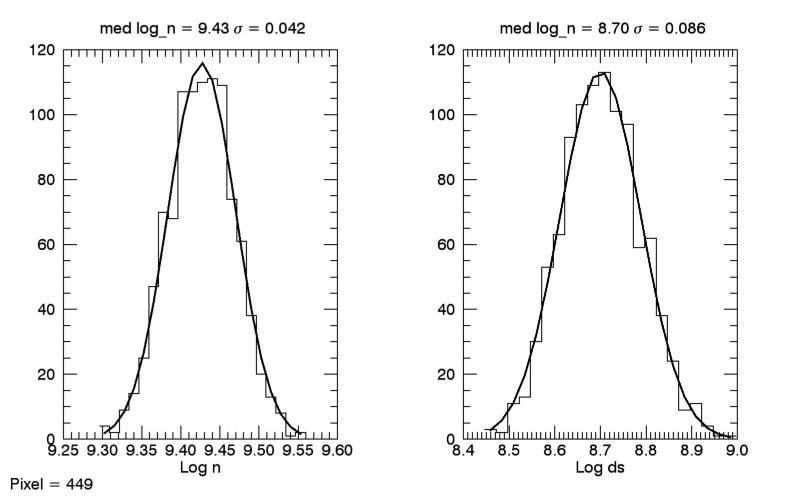 med log_n = 9.43 σ = 0.042
120
100
80
60
40
20
0
9.25 9.30 9.35 9.40 9.45 9.50 9.55 9.60
Log n
med log_n = 8.70 σ = 0.086
120
100
80
60
40
20
0
8.4 8.5 8.6 8.7 8.8 8.9 9.0
Log ds
Pixel = 449